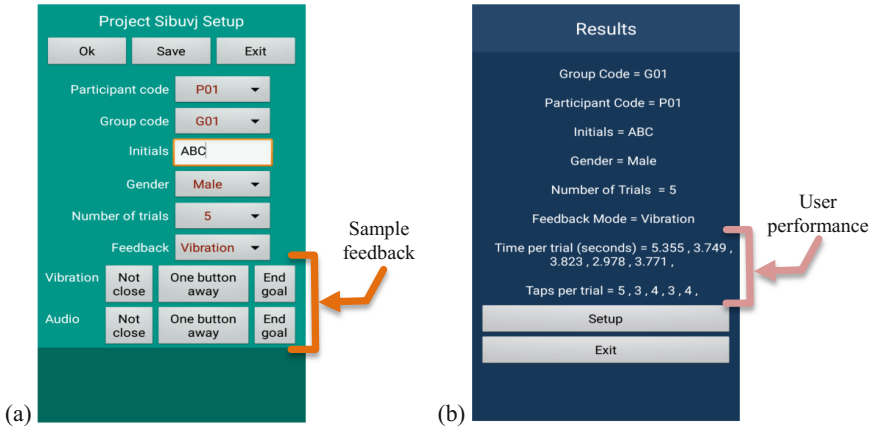 Project Sibuvj Setup
Ok Save Exit
Participant code P01
Group code G01
Initials ABC
Gender Male
Number of trials 5
Feedback Vibration
Vibration Not close One button away End goal
Audio Not close One button away End goal
Sample
feedback
(a)
Results
Group Code = G01
Participant Code = P01
Initials = ABC
Gender = Male
Number of Trials = 5
Feedback Mode = Vibration
Time per trial (seconds) = 5.355 , 3.749 ,
3.823 , 2.978 , 3.771 ,
Taps per trial = 5 , 3 , 4 , 3 , 4 ,
Setup
Exit
User
performance
(b)